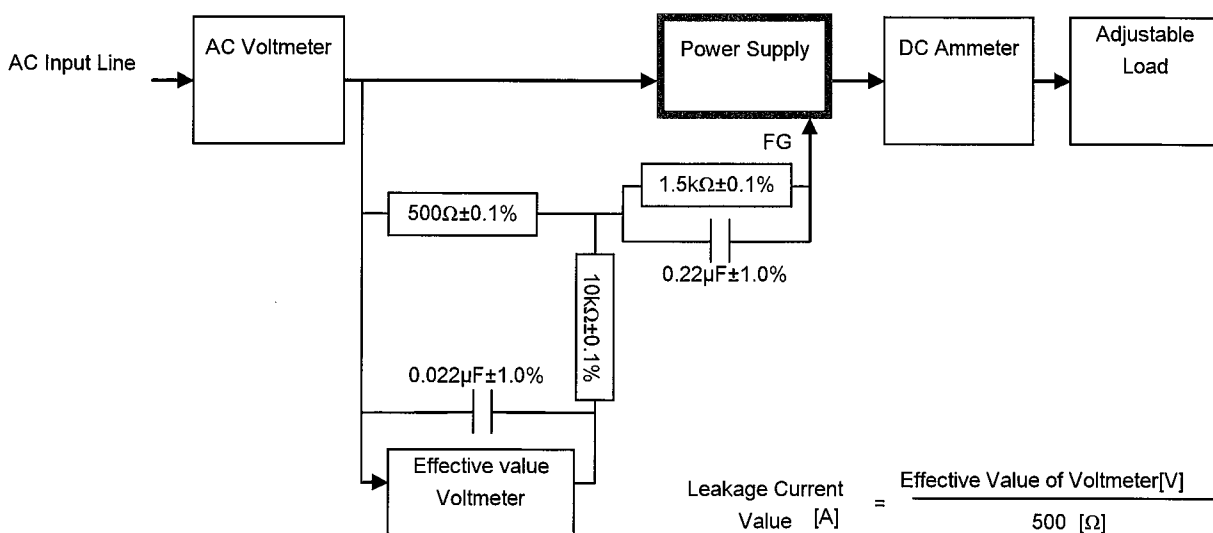 AC Input Line
AC Voltmeter
Power Supply
DC Ammeter
Adjustable
Load
FG
1.5kΩ±0.1%
500Ω±0.1%
0.22µF±1.0%
10kΩ±0.1%
0.022µF±1.0%
Effective value
Voltmeter
Leakage Current
Value [A]
=
Effective Value of Voltmeter[V]
500 [Ω]